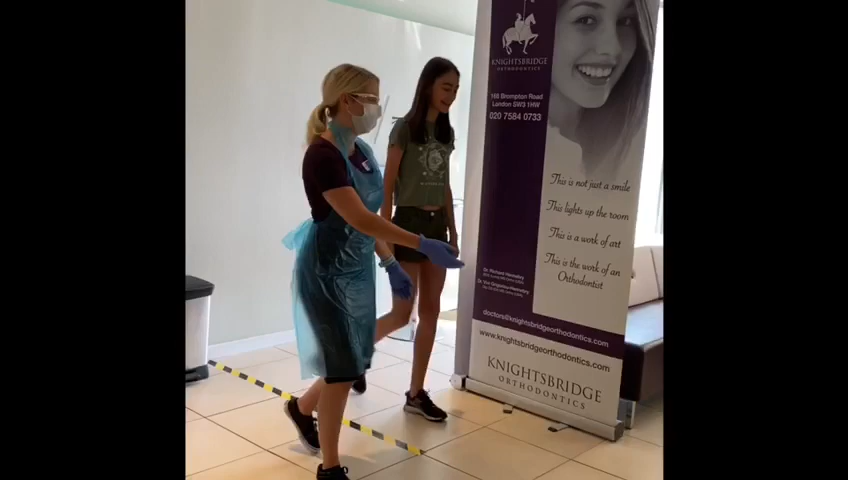 KNIGHTSBRIDGE
ORTHODONTICS
168 Brompton Road
London SW3 1HW
020 7584 0733
This is not just a smile
This lights up the room
This is a work of art
This is the work of an
Orthodontist
doctors@knightsbridgeorthodontics.com
www.knightsbridgeorthodontics.com
KNIGHTSBRIDGE
ORTHODONTICS